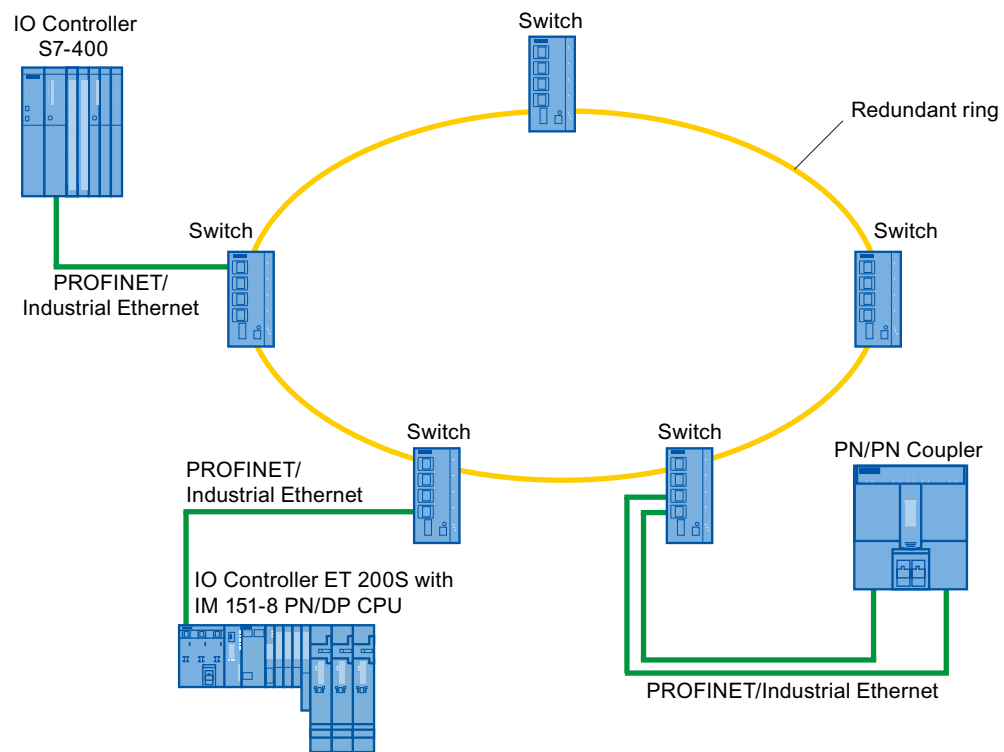 IO Controller
S7-400
Switch
Redundant ring
Switch
Switch
PROFINET/
Industrial Ethernet
Switch
Switch
PN/PN Coupler
PROFINET/
Industrial Ethernet
IO Controller ET 200S with
IM 151-8 PN/DP CPU
PROFINET/Industrial Ethernet